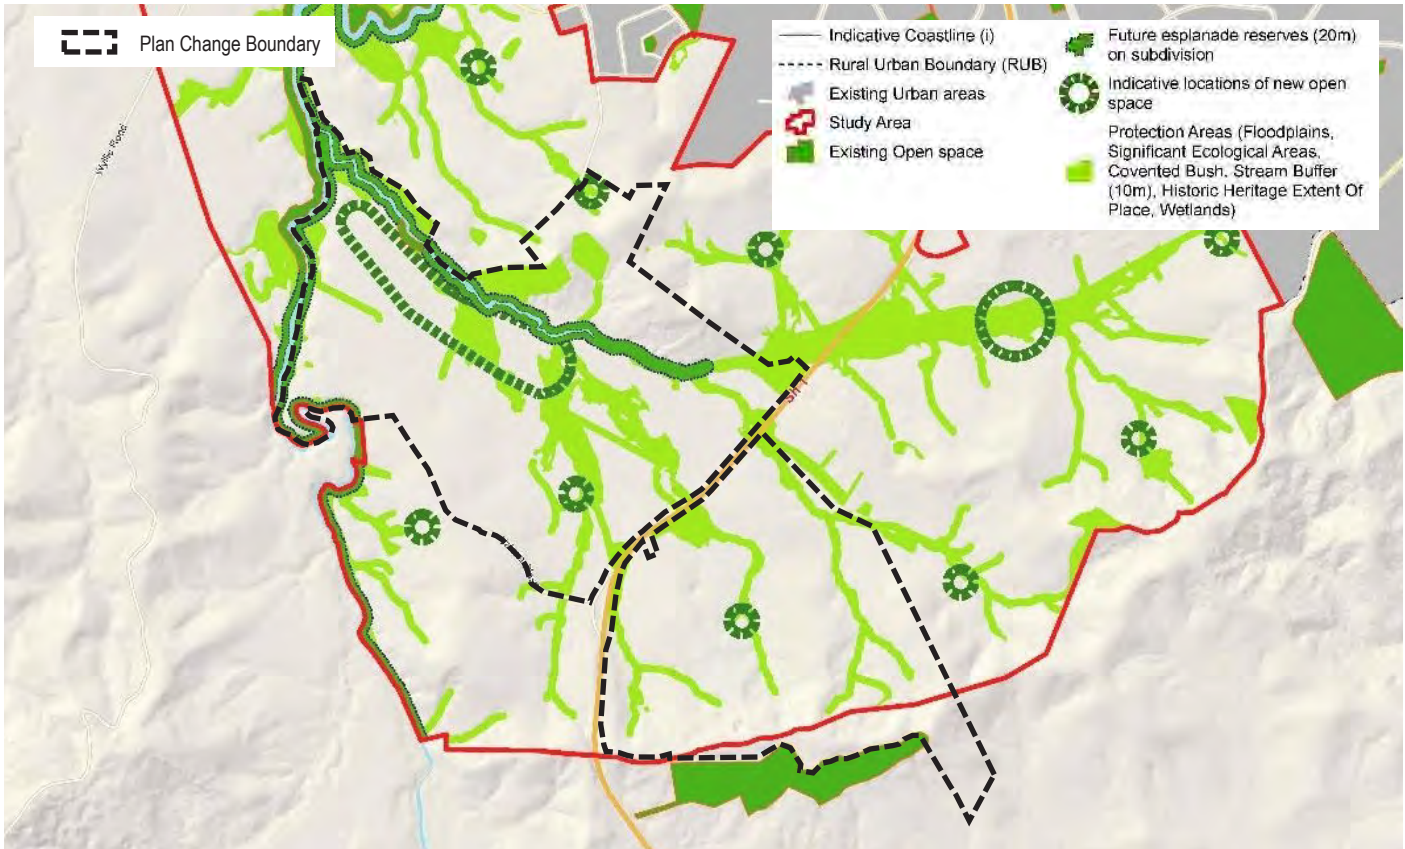 Plan Change Boundary
Indicative Coastline (i)
Rural Urban Boundary (RUB)
Existing Urban areas
Study Area
Existing Open space
Future esplanade reserves (20m)
on subdivision
Indicative locations of new open
space
Protection Areas (Floodplains,
Significant Ecological Areas,
Covented Bush. Stream Buffer
(10m), Historic Heritage Extent Of
Place, Wetlands)
Wyllie Road
SH 1